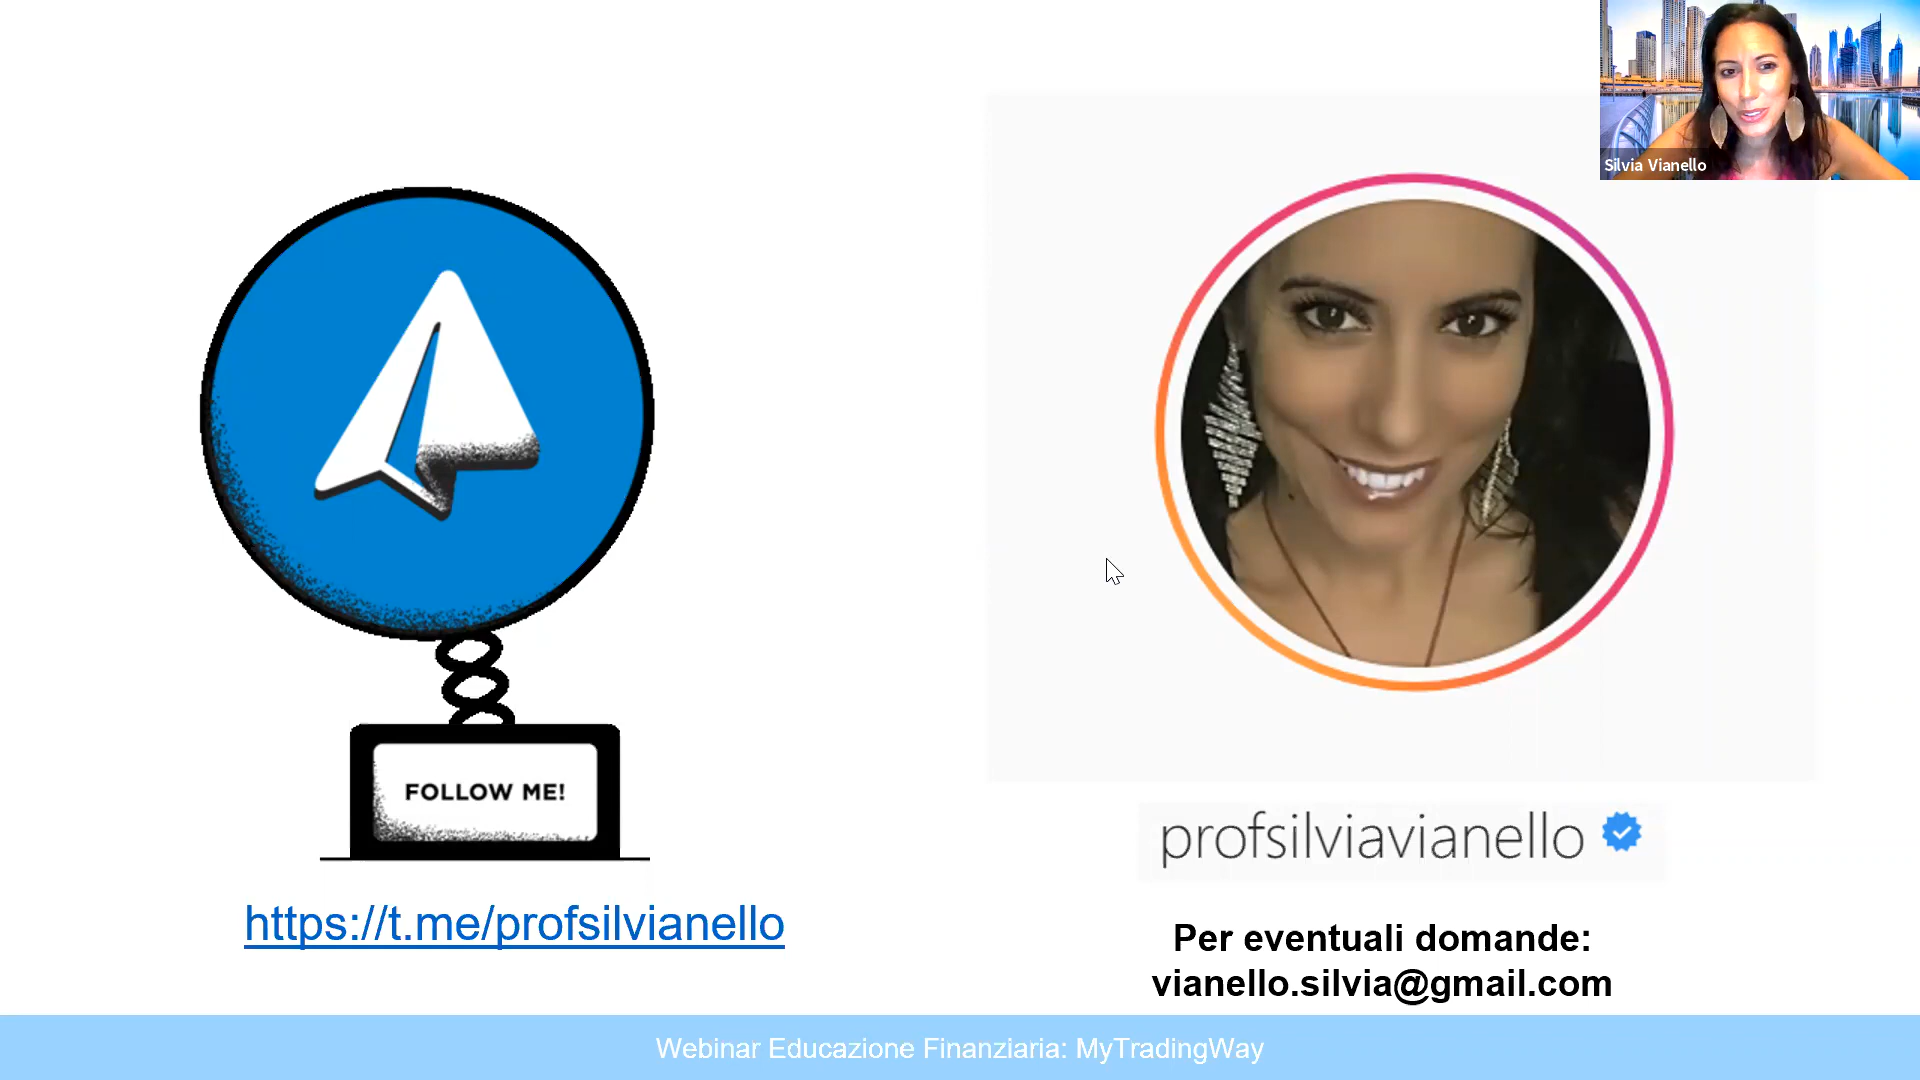 Silvia Vianello
FOLLOW ME!
https://t.me/profsilvianello
profsilviavianello
Per eventuali domande:
vianello.silvia@gmail.com
Webinar Educazione Finanziaria: MyTradingWay